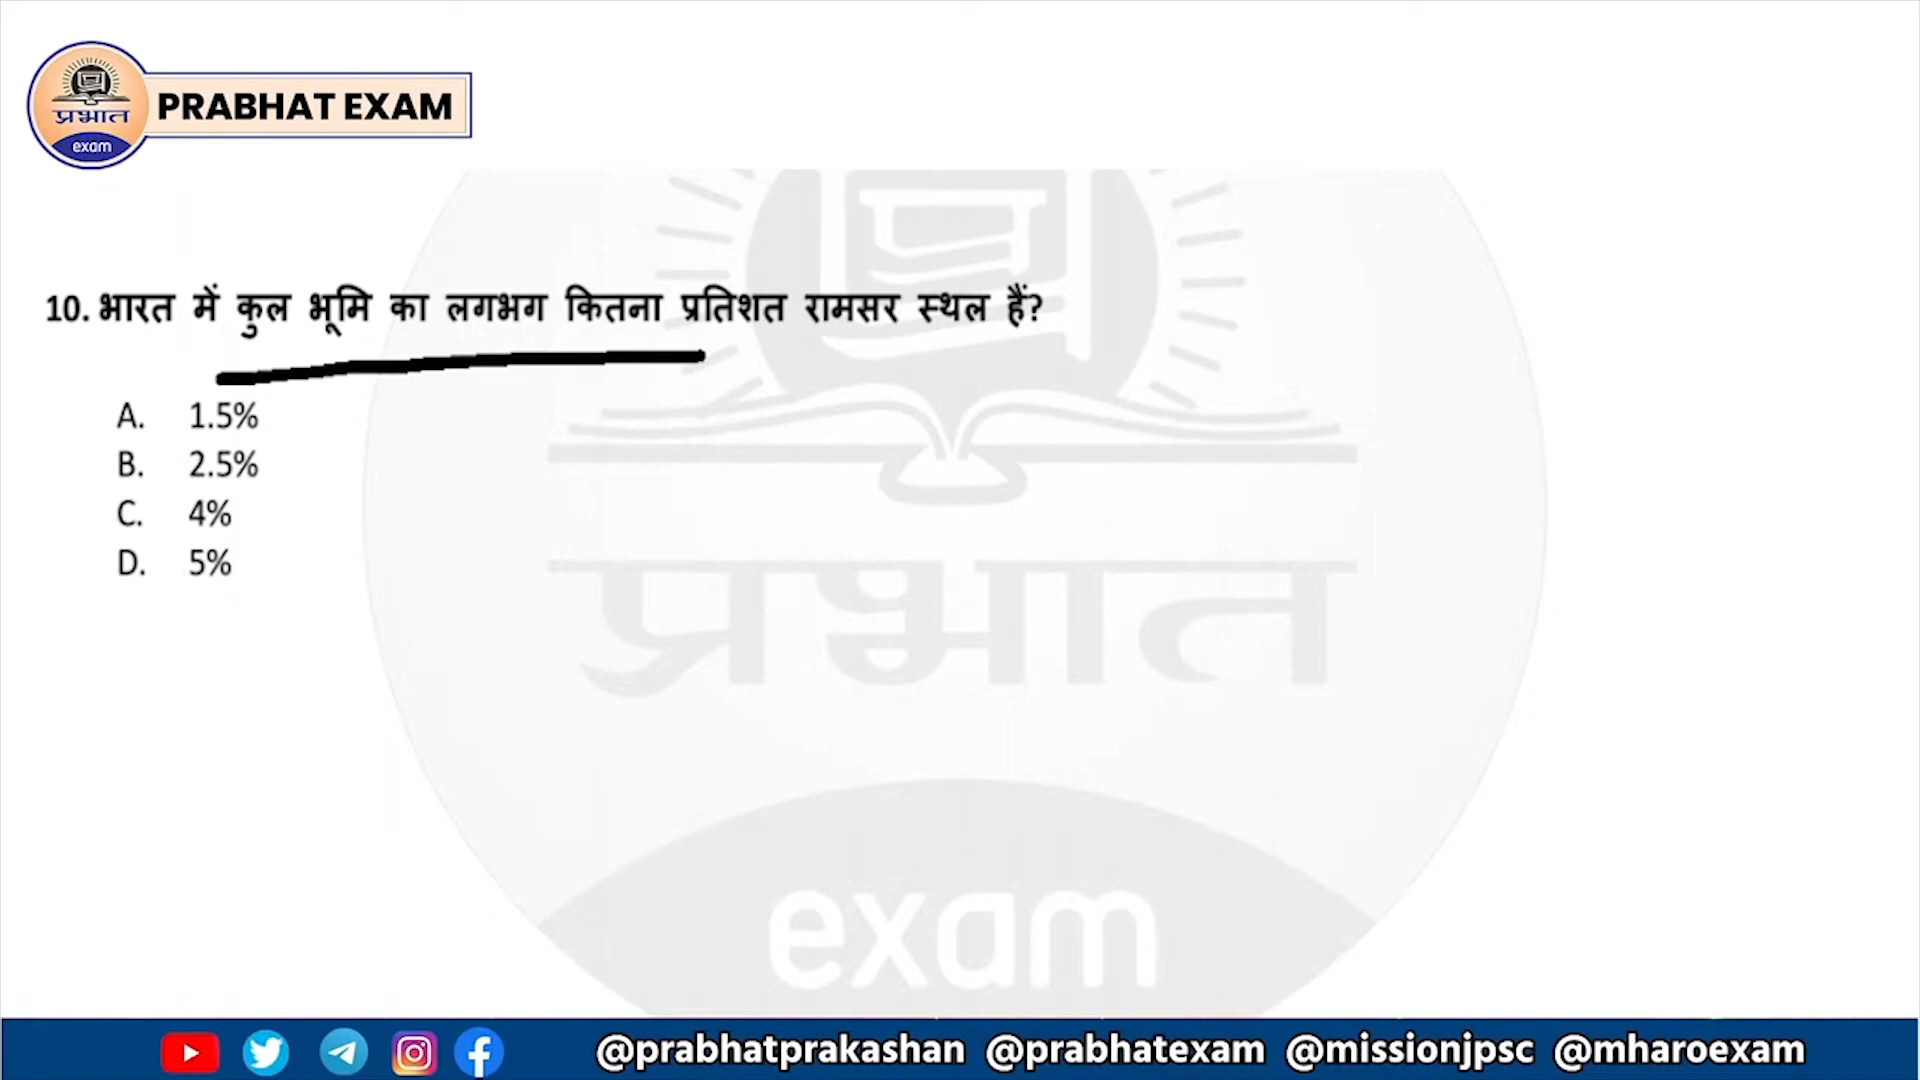 प्रभात
exam
PRABHAT EXAM
10. भारत में कुल भूमि का लगभग कितना प्रतिशत रामसर स्थल हैं?
A. 1.5%
B. 2.5%
C. 4%
D. 5%
प्रभात
exam
@prabhatprakashan @prabhatexam @missionjpsc @mharoexam